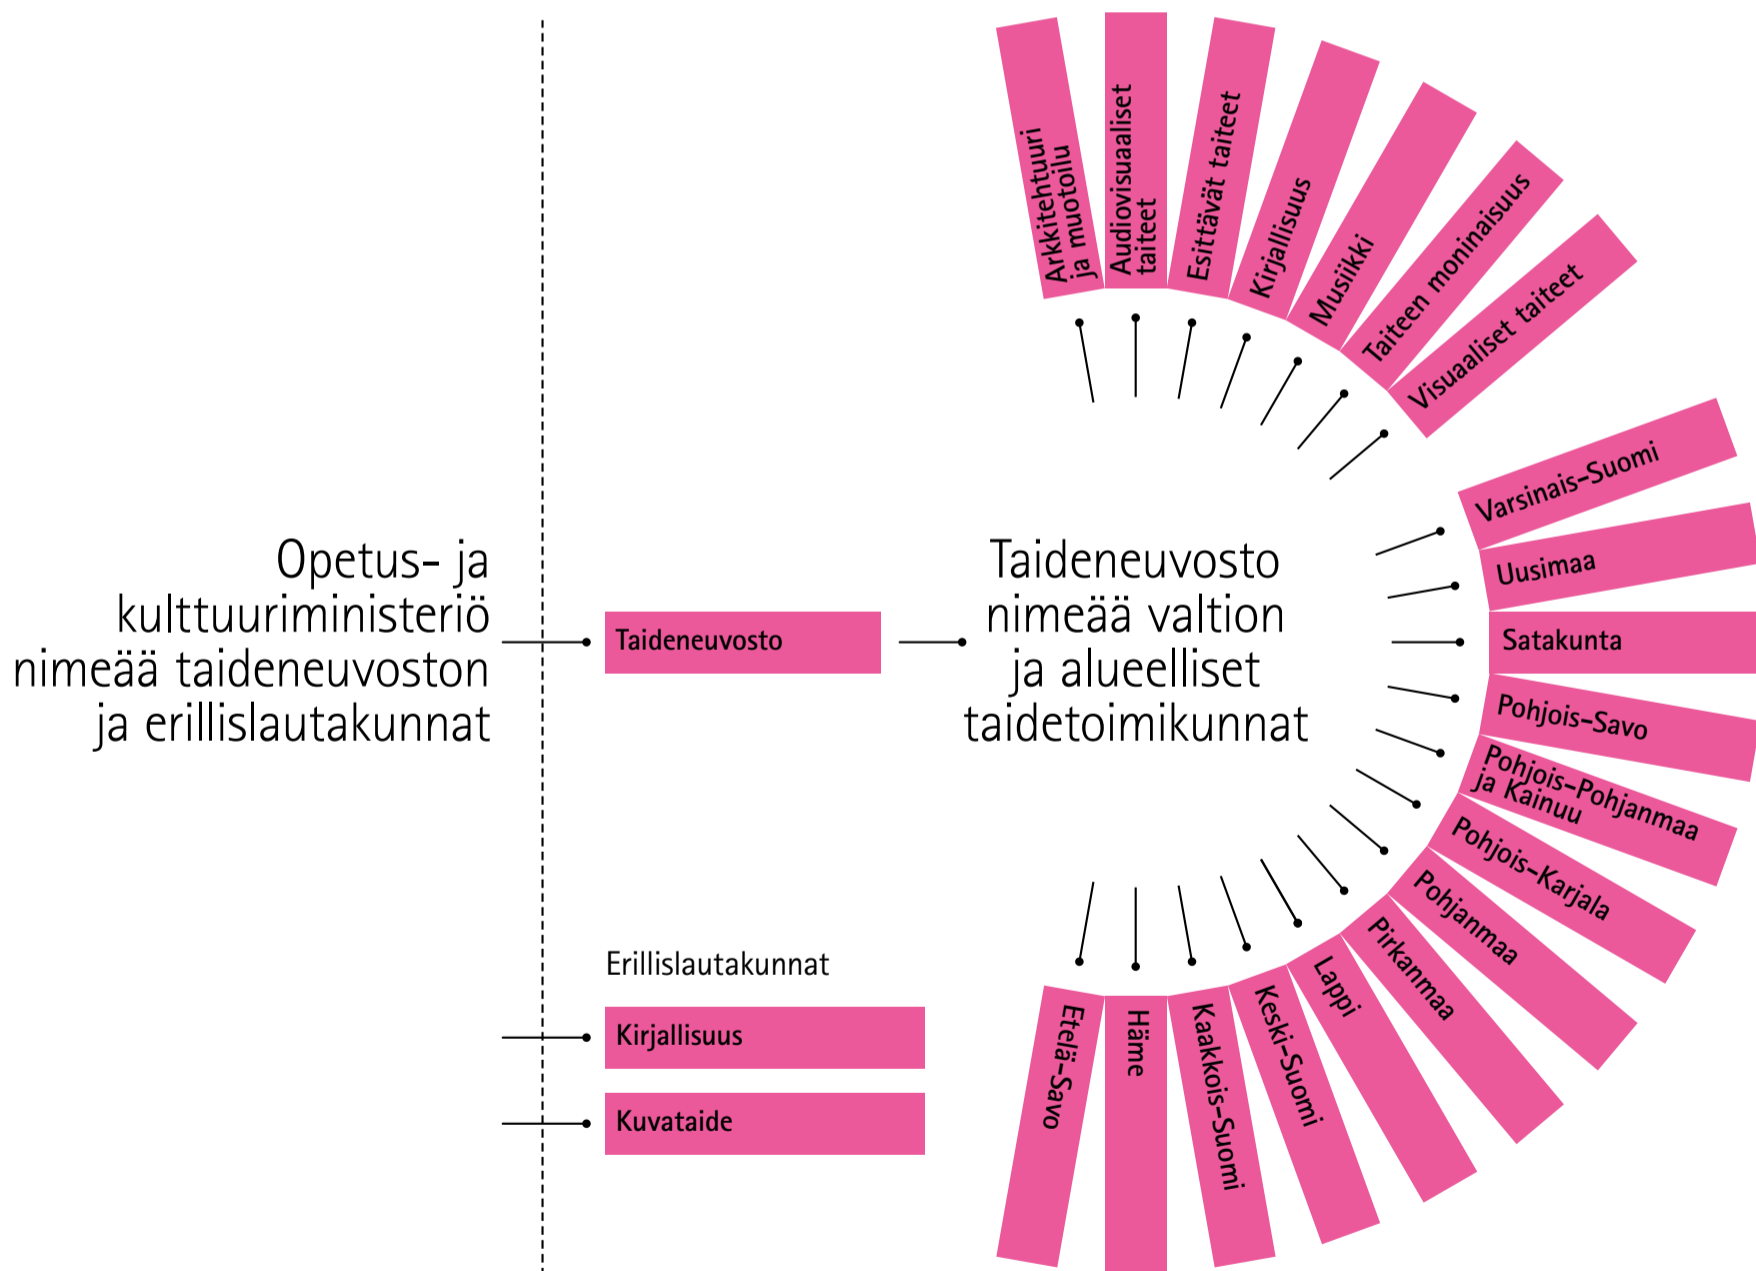 Opetus- ja
kulttuuriministeriö
nimeää taideneuvoston
ja erillislautakunnat
Taideneuvosto
Erillislautakunnat
Kirjallisuus
Kuvataide
Taideneuvosto
nimeää valtion
ja alueelliset
taidetoimikunnat
Arkkitehtuuri
ja muotoilu
Audiovisuaaliset
taiteet
Esittävät taiteet
Kirjallisuus
Musiikki
Taiteen moninaisuus
Visuaaliset taiteet
Varsinais-Suomi
Uusimaa
Satakunta
Pohjois-Savo
Pohjois-Pohjanmaa
ja Kainuu
Pohjois-Karjala
Pohjanmaa
Pirkanmaa
Lappi
Keski-Suomi
Kaakkois-Suomi
Häme
Etelä-Savo